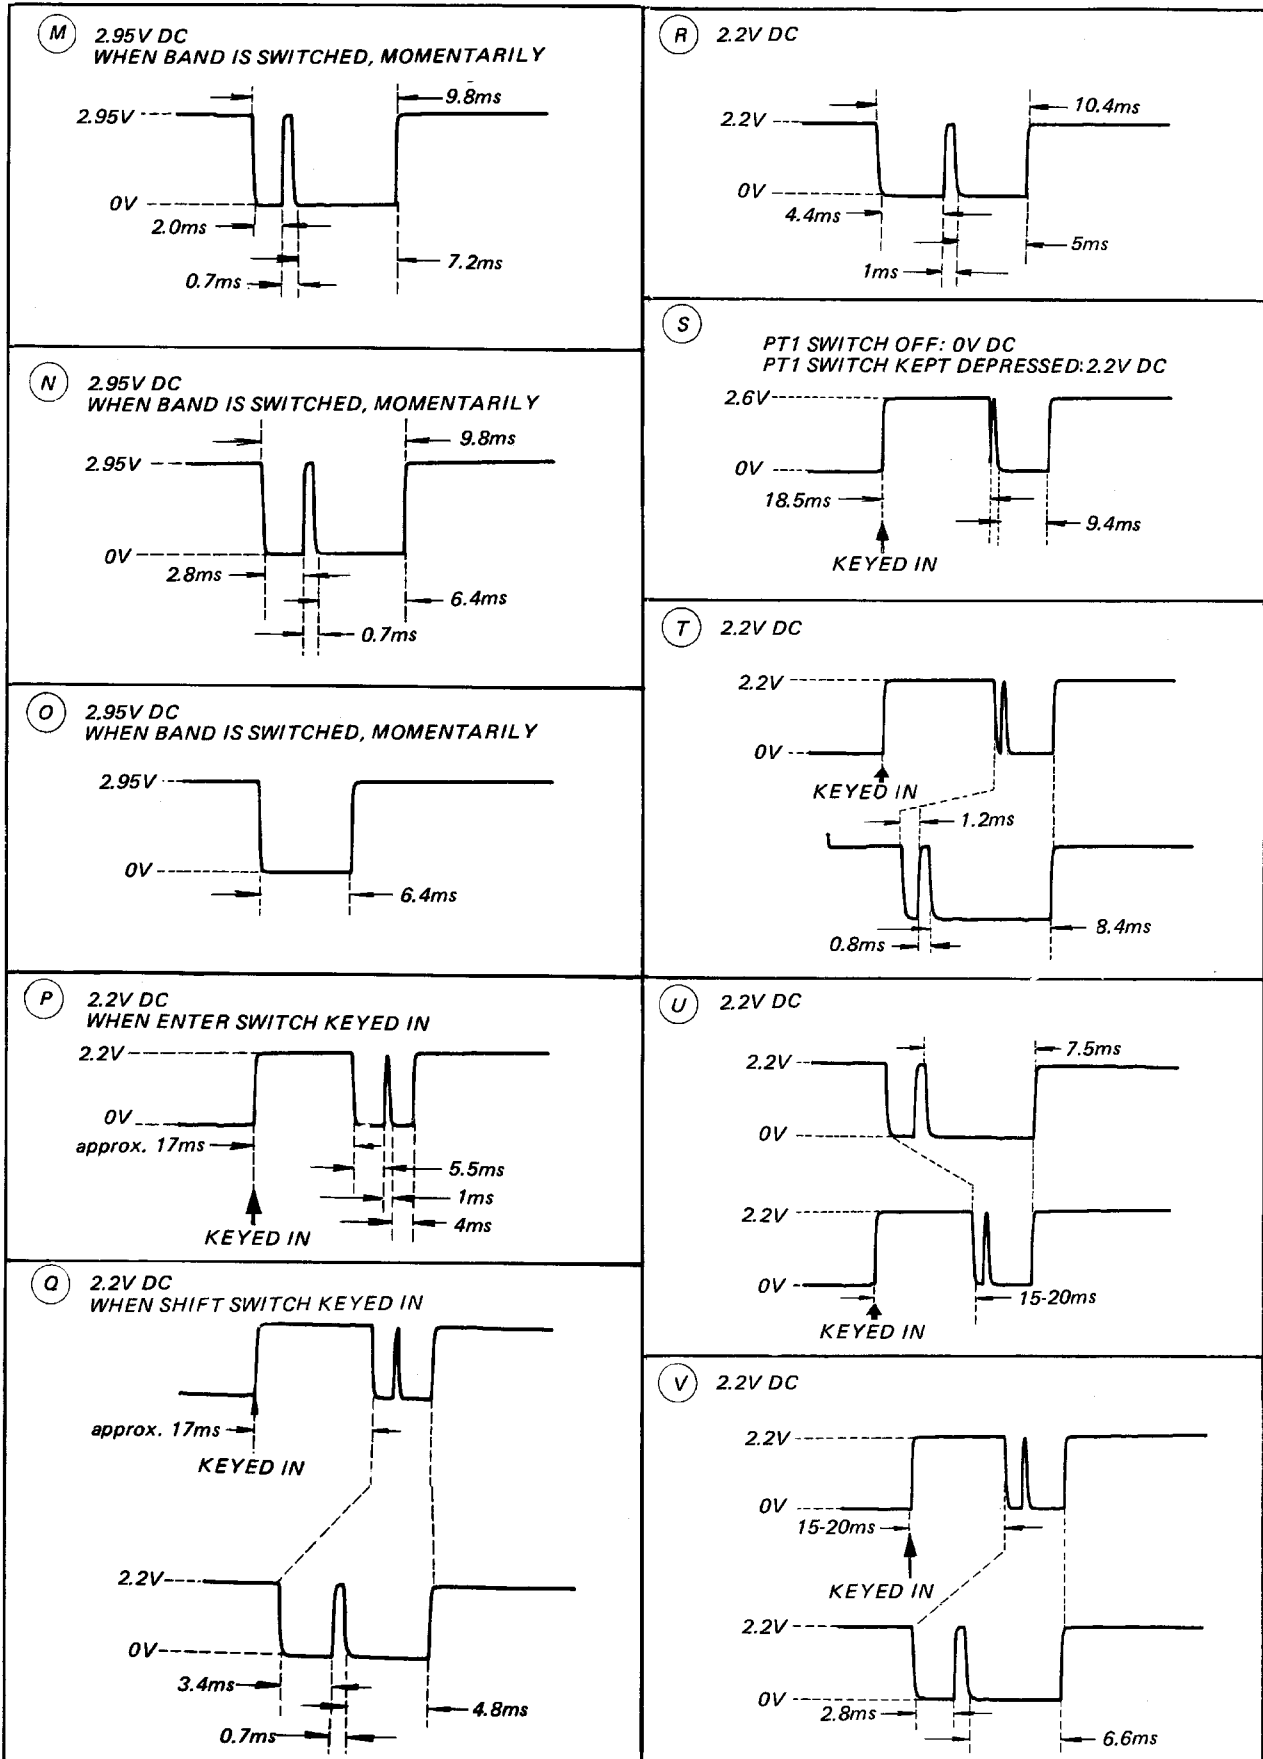 M 2.95V DC
WHEN BAND IS SWITCHED, MOMENTARILY
9.8ms
2.95V
0V
2.0ms
7.2ms
0.7ms
N 2.95V DC
WHEN BAND IS SWITCHED, MOMENTARILY
9.8ms
2.95V
0V
2.8ms
6.4ms
0.7ms
O 2.95V DC
WHEN BAND IS SWITCHED, MOMENTARILY
2.95V
0V
6.4ms
P 2.2V DC
WHEN ENTER SWITCH KEYED IN
2.2V
0V
approx. 17ms
5.5ms
1ms
4ms
KEYED IN
Q 2.2V DC
WHEN SHIFT SWITCH KEYED IN
approx. 17ms
KEYED IN
2.2V
0V
3.4ms
4.8ms
0.7ms
R 2.2V DC
10.4ms
2.2V
0V
4.4ms
5ms
1ms
S
PT1 SWITCH OFF: 0V DC
PT1 SWITCH KEPT DEPRESSED: 2.2V DC
2.6V
0V
18.5ms
9.4ms
KEYED IN
T 2.2V DC
2.2V
0V
KEYED IN
1.2ms
8.4ms
0.8ms
U 2.2V DC
7.5ms
2.2V
0V
2.2V
0V
15-20ms
KEYED IN
V 2.2V DC
2.2V
0V
15-20ms
KEYED IN
2.2V
0V
2.8ms
6.6ms